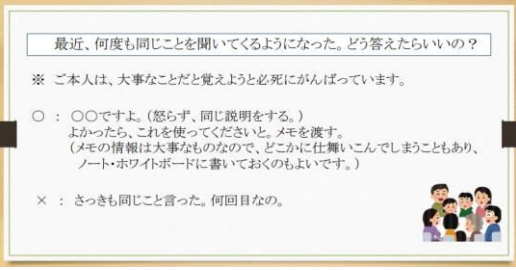 最近、何度も同じことを聞いてくるようになった。どう答えたらいいの？
※ ご本人は、大事なことだと覚えようと必死にがんばっています。
○ ： ○○ですよ。（怒らず、同じ説明をする。）
よかったら、これを使ってくださいと。メモを渡す。
（メモの情報は大事なものなので、どこかに仕舞いこんでしまうこともあり、
ノート・ホワイトボードに書いておくのもよいです。）
× ： さっきも同じこと言った。何回目なの。